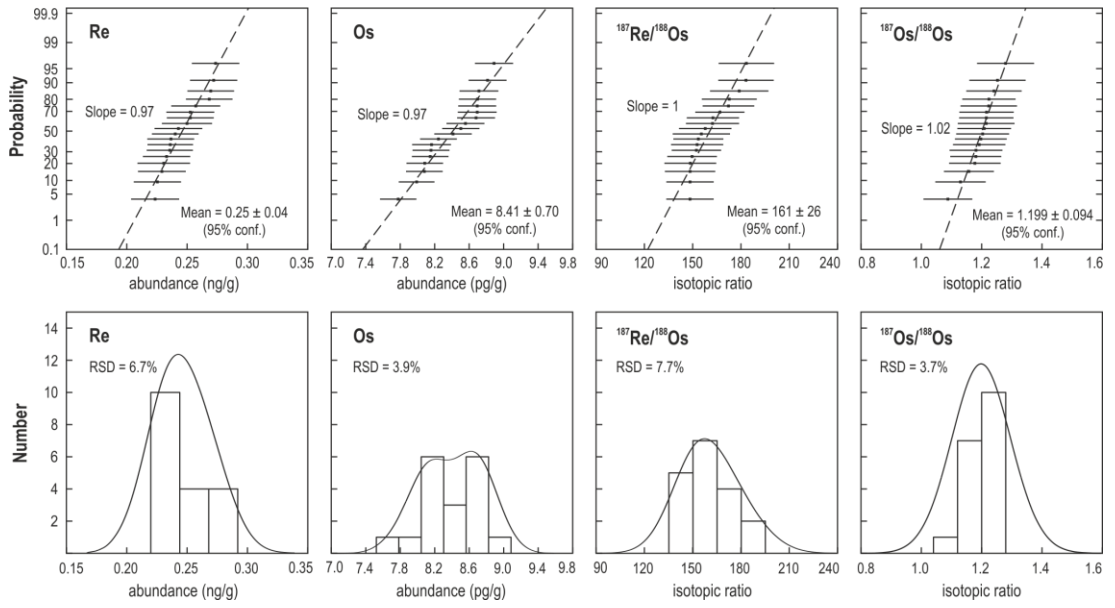 Probability
99.9
99
95
90
80
70
50
30
20
10
5
1
0.1
Re
Slope = 0.97
Mean = 0.25 ± 0.04
(95% conf.)
0.15 0.20 0.25 0.30 0.35
abundance (ng/g)
Os
Slope = 0.97
Mean = 8.41 ± 0.70
(95% conf.)
7.0 7.4 7.8 8.2 8.6 9.0 9.4 9.8
abundance (pg/g)
¹⁸⁷Re/¹⁸⁸Os
Slope = 1
Mean = 161 ± 26
(95% conf.)
90 120 150 180 210 240
isotopic ratio
¹⁸⁷Os/¹⁸⁸Os
Slope = 1.02
Mean = 1.199 ± 0.094
(95% conf.)
0.8 1.0 1.2 1.4 1.6
isotopic ratio
Number
14
12
10
8
6
4
2
Re
RSD = 6.7%
0.15 0.20 0.25 0.30 0.35
abundance (ng/g)
Os
RSD = 3.9%
7.0 7.4 7.8 8.2 8.6 9.0 9.4 9.8
abundance (pg/g)
¹⁸⁷Re/¹⁸⁸Os
RSD = 7.7%
90 120 150 180 210 240
isotopic ratio
¹⁸⁷Os/¹⁸⁸Os
RSD = 3.7%
0.8 1.0 1.2 1.4 1.6
isotopic ratio